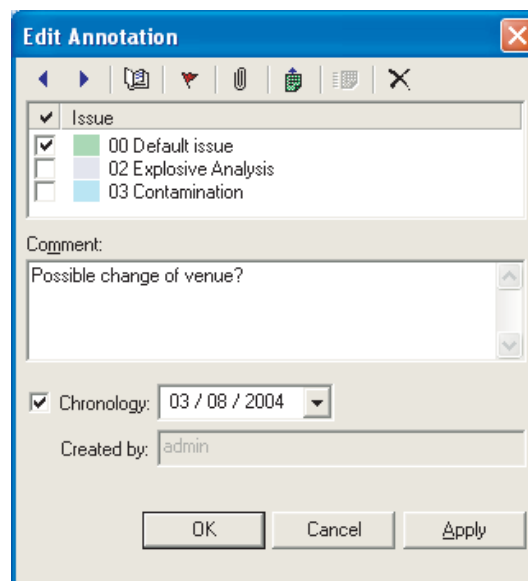 Edit Annotation
Issue
00 Default issue
02 Explosive Analysis
03 Contamination
Comment:
Possible change of venue?
Chronology: 03 / 08 / 2004
Created by: admin
OK Cancel Apply